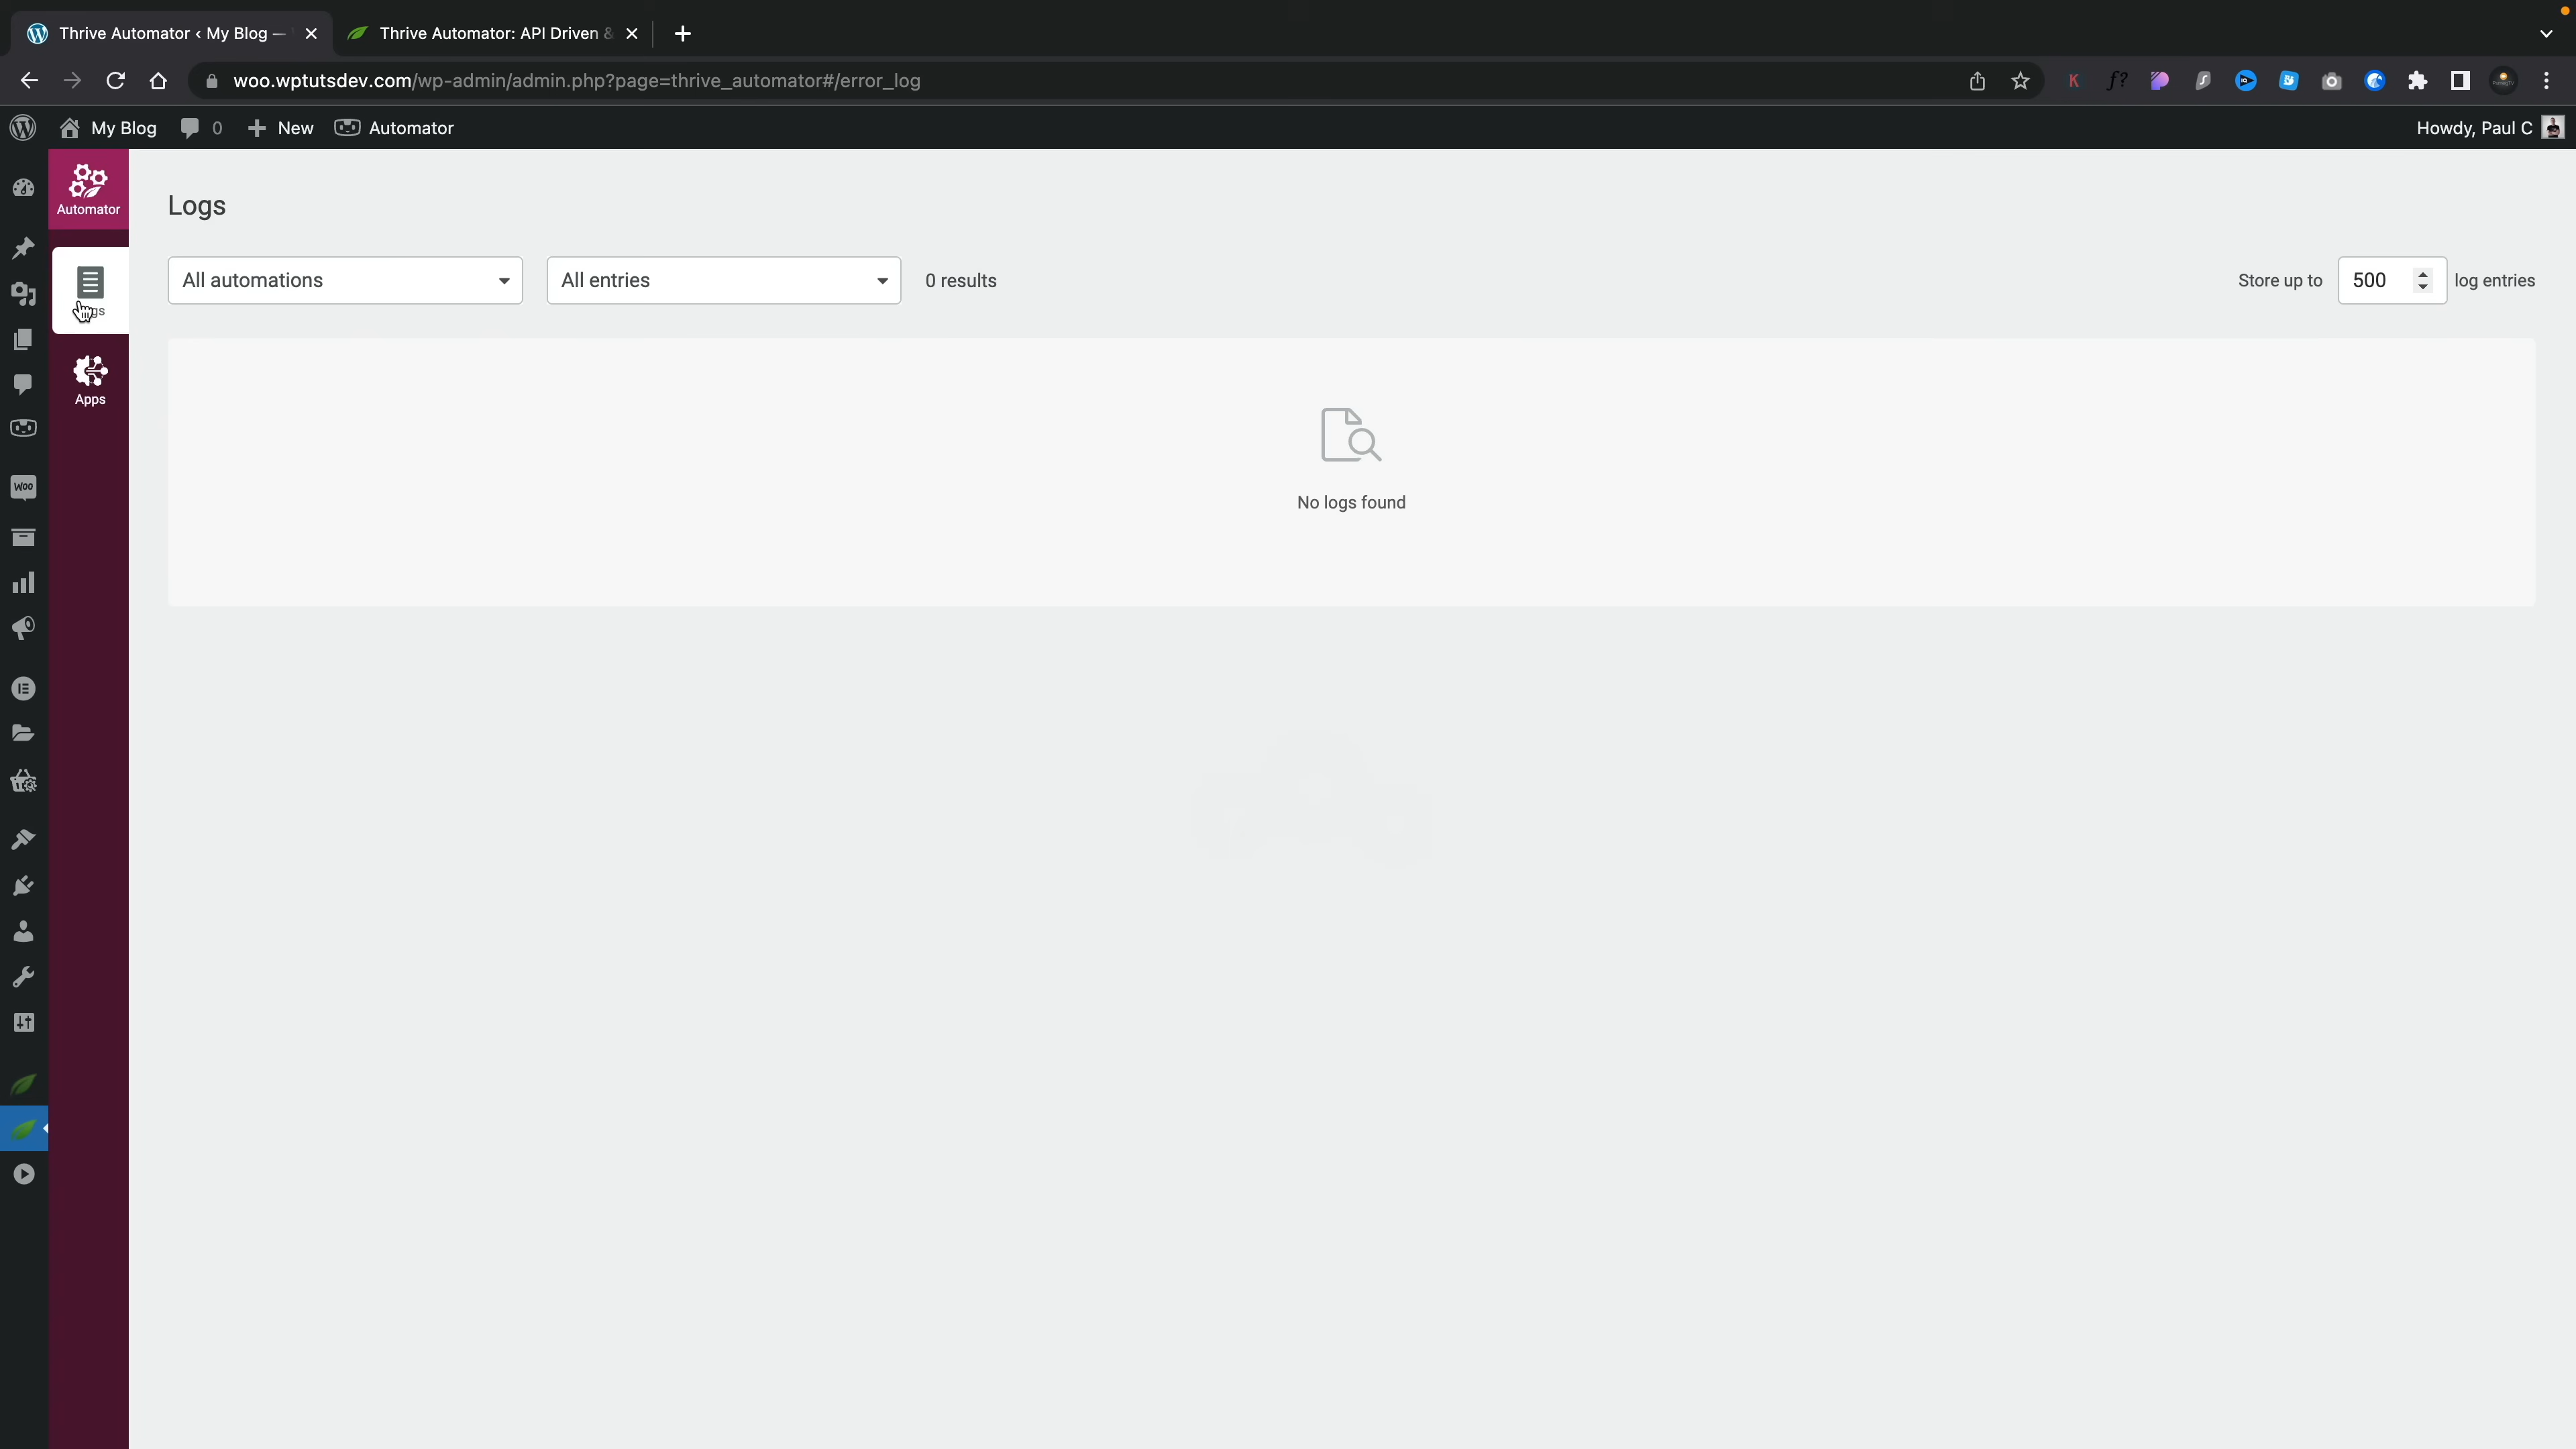 Thrive Automator ‹ My Blog —
Thrive Automator: API Driven &
woo.wptutsdev.com/wp-admin/admin.php?page=thrive_automator#/error_log
K
f?
My Blog
0
New
Automator
Howdy, Paul C
Automator
Logs
All automations
All entries
0 results
Store up to
500
log entries
gs
Apps
No logs found
Woo